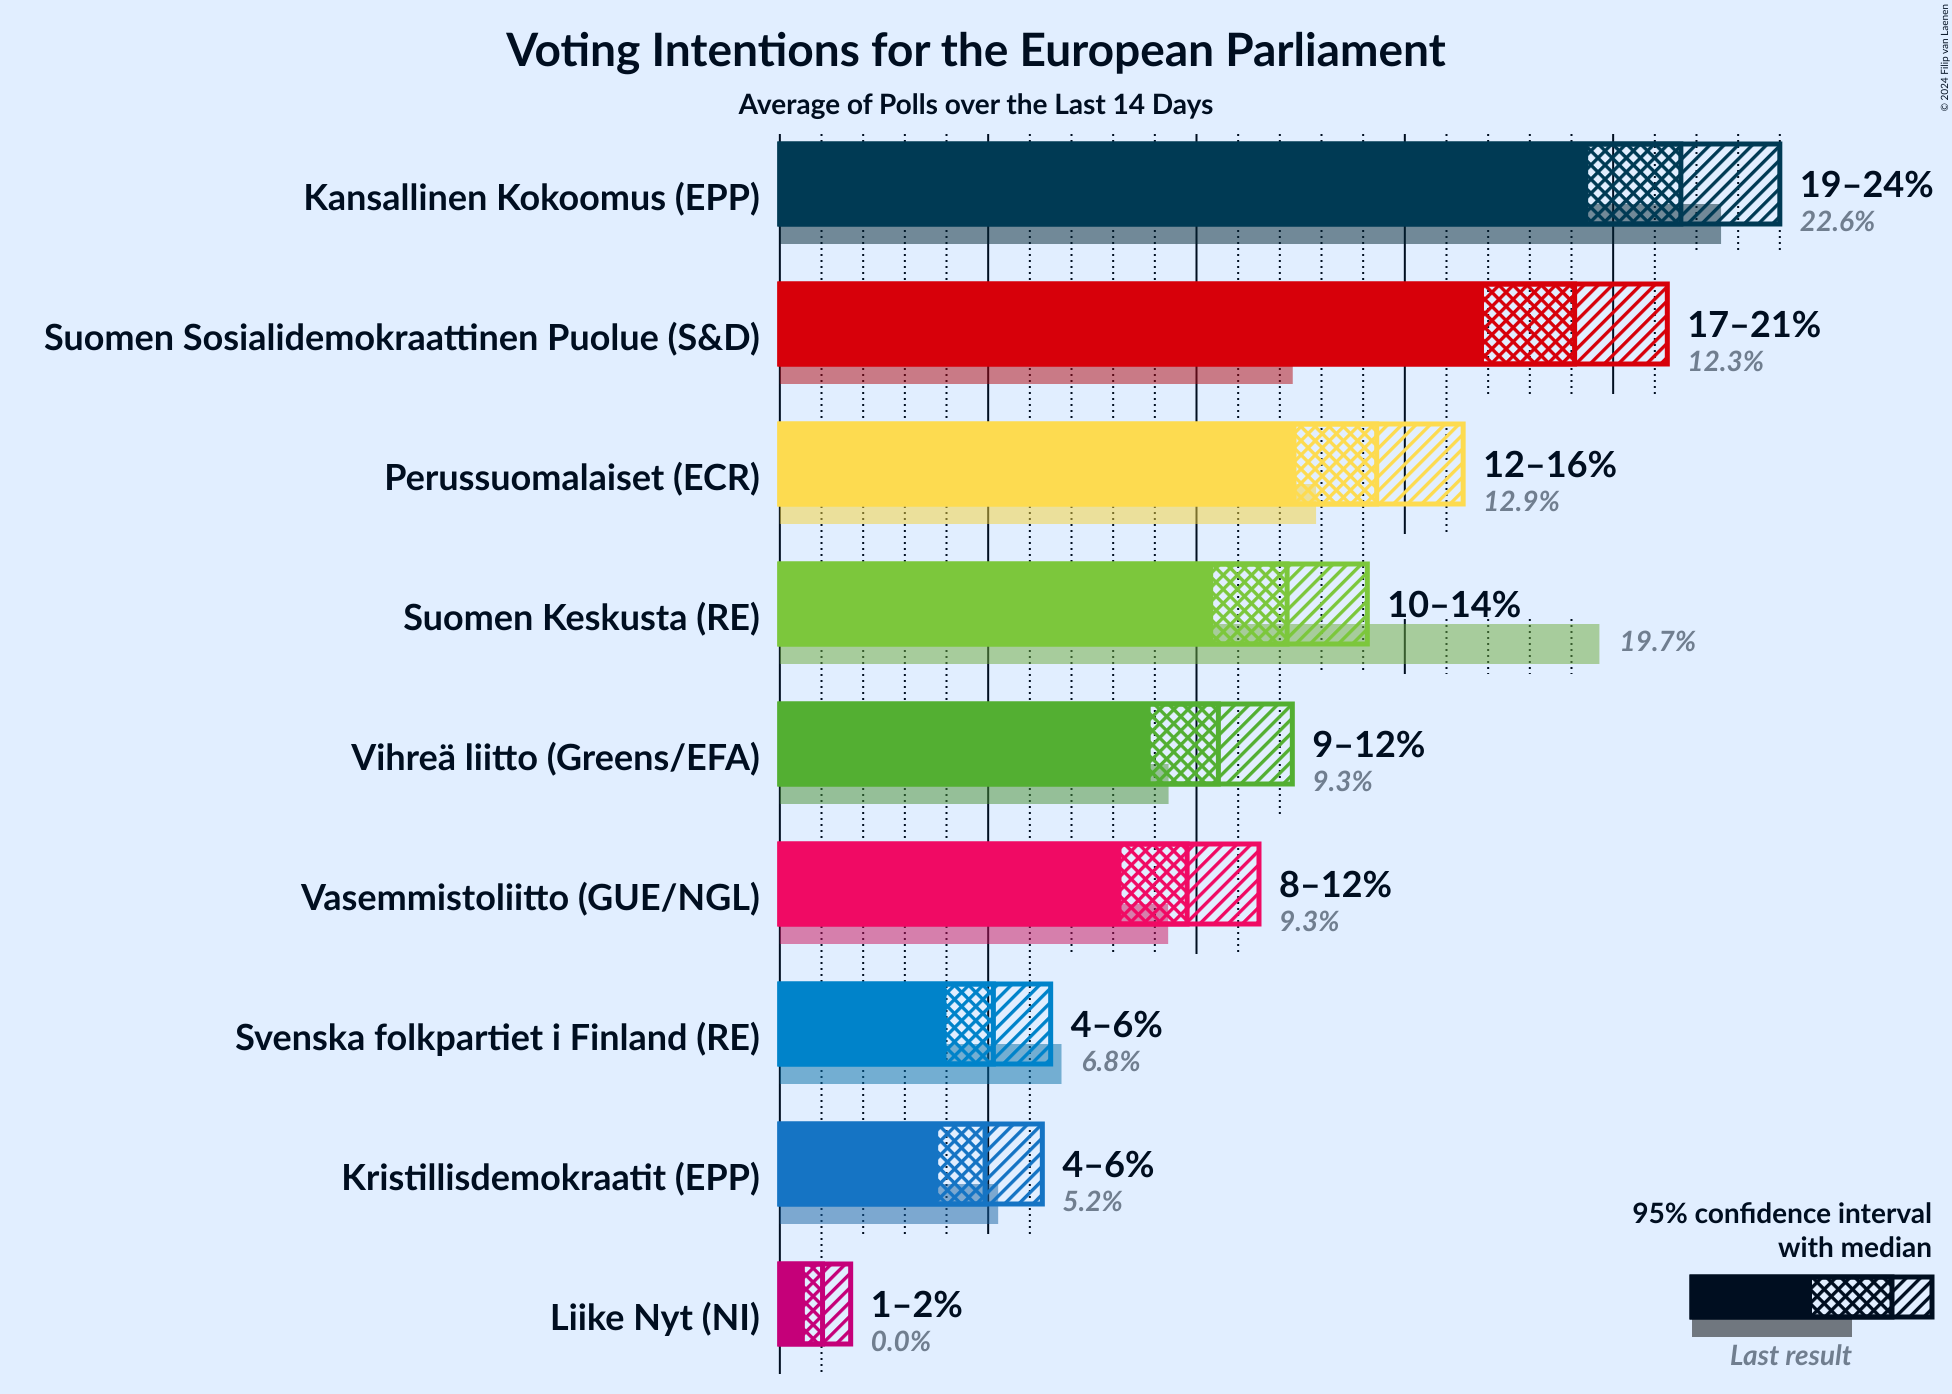 Voting Intentions for the European Parliament
Average of Polls over the Last 14 Days
© 2024 Filip van Laenen
Kansallinen Kokoomus (EPP)
19–24%
22.6%
Suomen Sosialidemokraattinen Puolue (S&D)
17–21%
12.3%
Perussuomalaiset (ECR)
12–16%
12.9%
Suomen Keskusta (RE)
10–14%
19.7%
Vihreä liitto (Greens/EFA)
9–12%
9.3%
Vasemmistoliitto (GUE/NGL)
8–12%
9.3%
Svenska folkpartiet i Finland (RE)
4–6%
6.8%
Kristillisdemokraatit (EPP)
4–6%
5.2%
Liike Nyt (NI)
1–2%
0.0%
95% confidence interval
with median
Last result